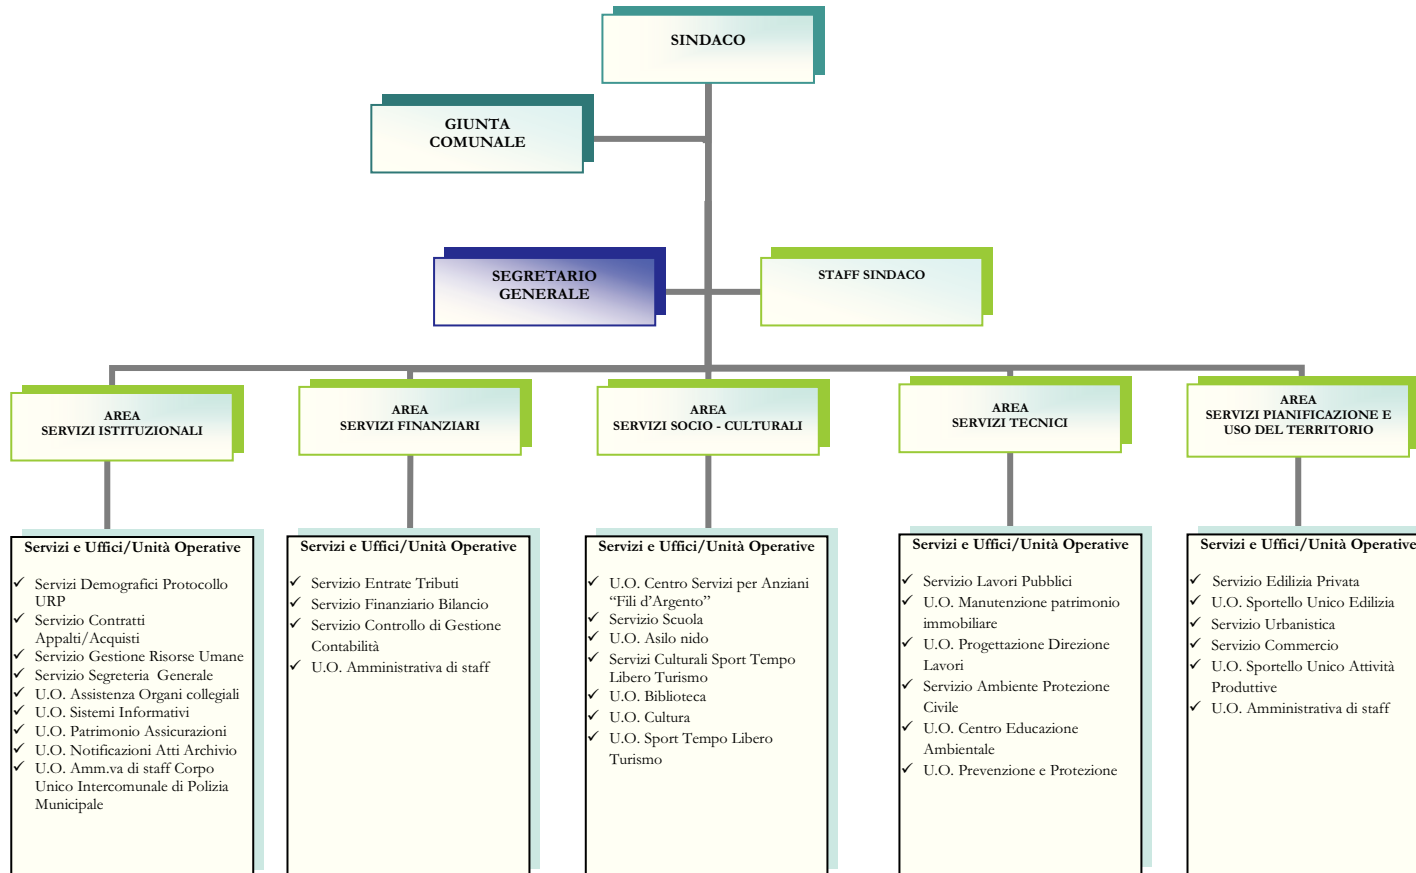 SINDACO
GIUNTA
COMUNALE
SEGRETARIO
GENERALE
STAFF SINDACO
AREA
SERVIZI ISTITUZIONALI
AREA
SERVIZI FINANZIARI
AREA
SERVIZI SOCIO - CULTURALI
AREA
SERVIZI TECNICI
AREA
SERVIZI PIANIFICAZIONE E
USO DEL TERRITORIO
Servizi e Uffici/Unità Operative
✓ Servizi Demografici Protocollo
URP
✓ Servizio Contratti
Appalti/Acquisti
✓ Servizio Gestione Risorse Umane
✓ Servizio Segreteria Generale
✓ U.O. Assistenza Organi collegiali
✓ U.O. Sistemi Informativi
✓ U.O. Patrimonio Assicurazioni
✓ U.O. Notificazioni Atti Archivio
✓ U.O. Amm.va di staff Corpo
Unico Intercomunale di Polizia
Municipale
Servizi e Uffici/Unità Operative
✓ Servizio Entrate Tributi
✓ Servizio Finanziario Bilancio
✓ Servizio Controllo di Gestione
Contabilità
✓ U.O. Amministrativa di staff
Servizi e Uffici/Unità Operative
✓ U.O. Centro Servizi per Anziani
“Fili d’Argento”
✓ Servizio Scuola
✓ U.O. Asilo nido
✓ Servizi Culturali Sport Tempo
Libero Turismo
✓ U.O. Biblioteca
✓ U.O. Cultura
✓ U.O. Sport Tempo Libero
Turismo
Servizi e Uffici/Unità Operative
✓ Servizio Lavori Pubblici
✓ U.O. Manutenzione patrimonio
immobiliare
✓ U.O. Progettazione Direzione
Lavori
✓ Servizio Ambiente Protezione
Civile
✓ U.O. Centro Educazione
Ambientale
✓ U.O. Prevenzione e Protezione
Servizi e Uffici/Unità Operative
✓ Servizio Edilizia Privata
✓ U.O. Sportello Unico Edilizia
✓ Servizio Urbanistica
✓ Servizio Commercio
✓ U.O. Sportello Unico Attività
Produttive
✓ U.O. Amministrativa di staff